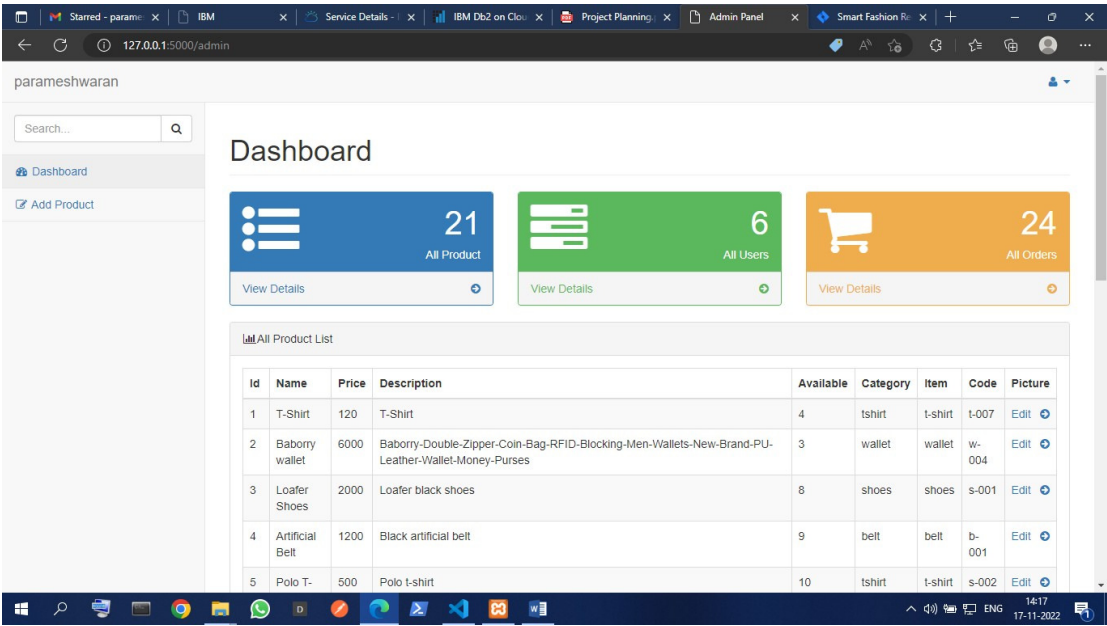 Starred - parame
IBM
Service Details - I
IBM Db2 on Clou
Project Planning.
Admin Panel
Smart Fashion Re
127.0.0.1:5000/admin
parameshwaran
Search...
Dashboard
Add Product
Dashboard
21
All Product
View Details
6
All Users
View Details
24
All Orders
View Details
All Product List
Id Name Price Description Available Category Item Code Picture
1 T-Shirt 120 T-Shirt 4 tshirt t-shirt t-007 Edit
2 Baborry 6000 Baborry-Double-Zipper-Coin-Bag-RFID-Blocking-Men-Wallets-New-Brand-PU- 3 wallet wallet w- Edit
wallet Leather-Wallet-Money-Purses 004
3 Loafer 2000 Loafer black shoes 8 shoes shoes s-001 Edit
Shoes
4 Artificial 1200 Black artificial belt 9 belt belt b- Edit
Belt 001
5 Polo T- 500 Polo t-shirt 10 tshirt t-shirt s-002 Edit
ENG
14:17
17-11-2022